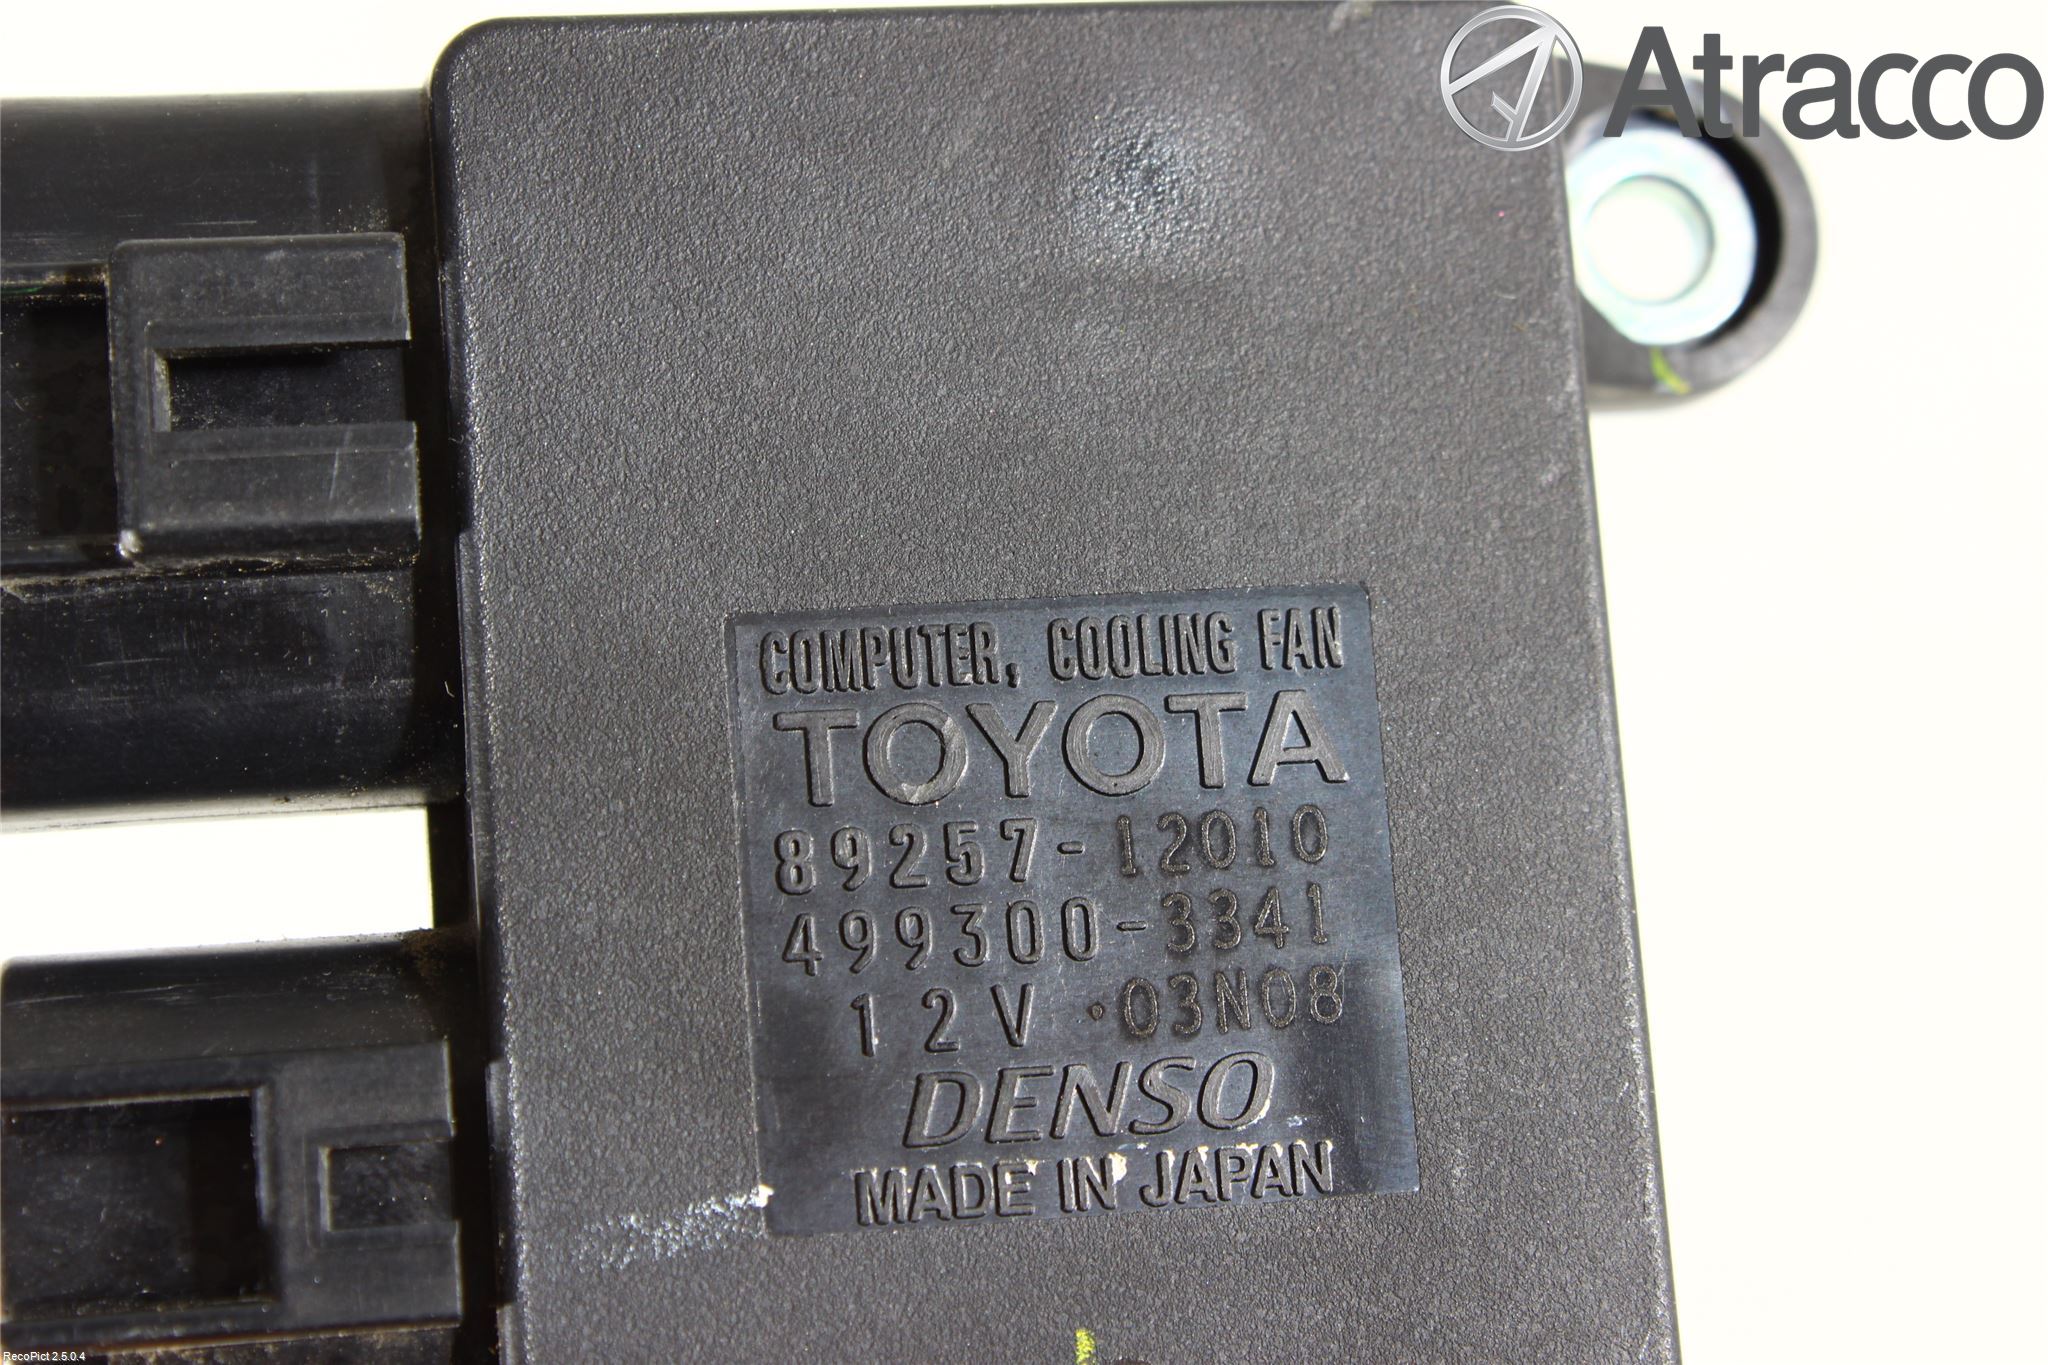 Atracco
COMPUTER, COOLING FAN
TOYOTA
89257-12010
499300-3341
12V ·03N08
DENSO
MADE IN JAPAN
RecoPict 2.5.0.4